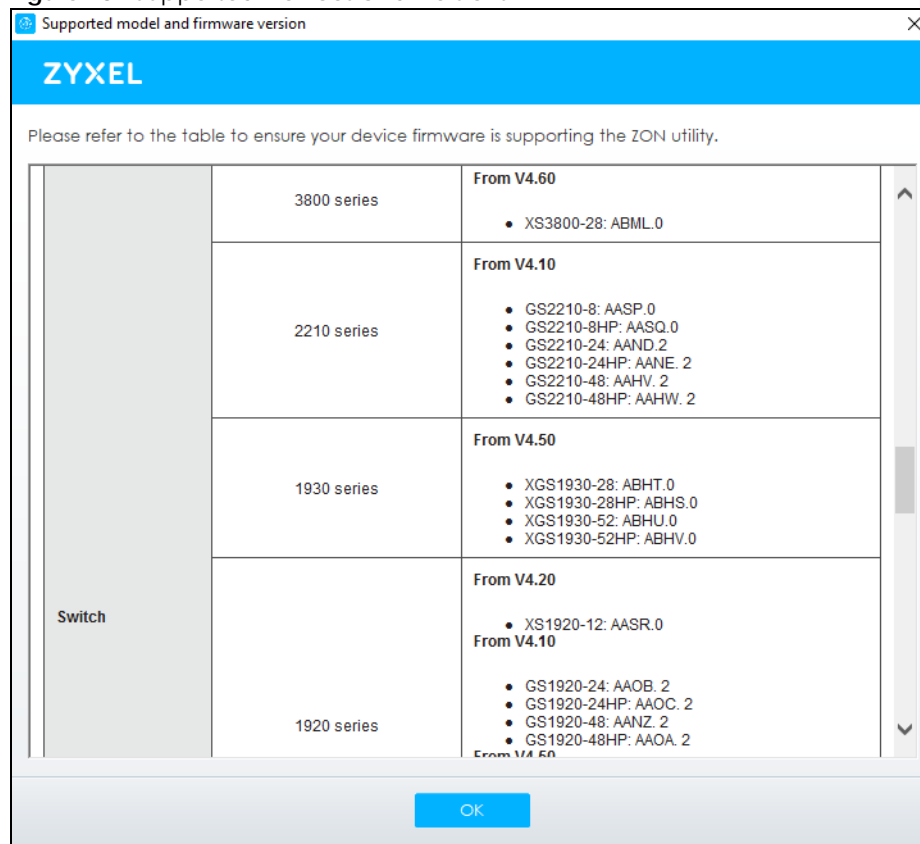 Supported model and firmware version
ZYXEL
Please refer to the table to ensure your device firmware is supporting the ZON utility.
Switch
3800 series
From V4.60
• XS3800-28: ABML.0
2210 series
From V4.10
• GS2210-8: AASP.0
• GS2210-8HP: AASQ.0
• GS2210-24: AAND.2
• GS2210-24HP: AANE. 2
• GS2210-48: AAHV. 2
• GS2210-48HP: AAHW. 2
1930 series
From V4.50
• XGS1930-28: ABHT.0
• XGS1930-28HP: ABHS.0
• XGS1930-52: ABHU.0
• XGS1930-52HP: ABHV.0
1920 series
From V4.20
• XS1920-12: AASR.0
From V4.10
• GS1920-24: AAOB. 2
• GS1920-24HP: AAOC. 2
• GS1920-48: AANZ. 2
• GS1920-48HP: AAOA. 2
From V4.50
OK